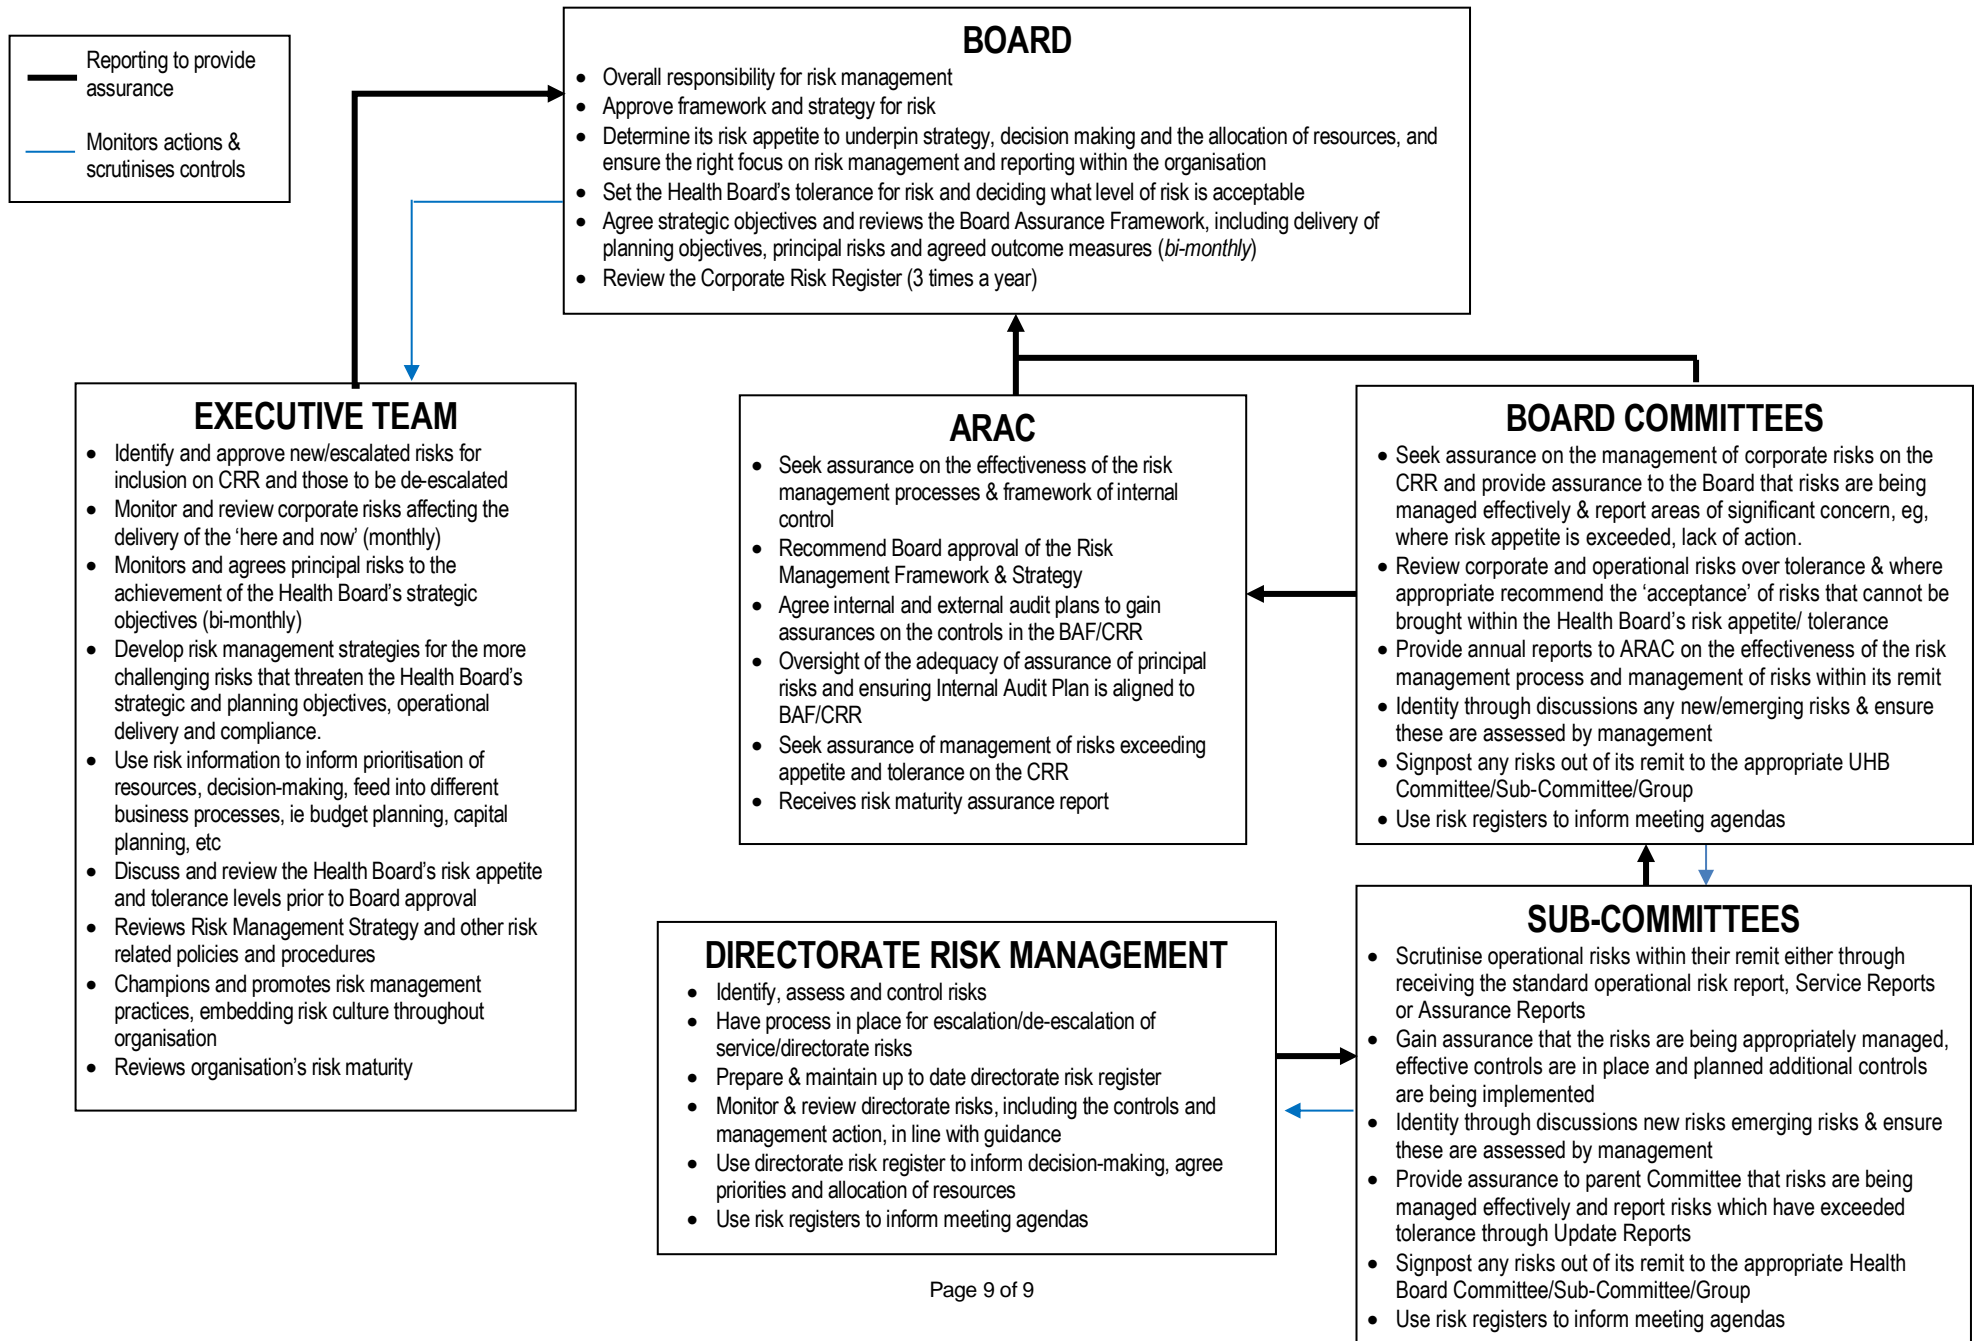 Reporting to provide
assurance
Monitors actions &
scrutinises controls
BOARD
• Overall responsibility for risk management
• Approve framework and strategy for risk
• Determine its risk appetite to underpin strategy, decision making and the allocation of resources, and
ensure the right focus on risk management and reporting within the organisation
• Set the Health Board's tolerance for risk and deciding what level of risk is acceptable
• Agree strategic objectives and reviews the Board Assurance Framework, including delivery of
planning objectives, principal risks and agreed outcome measures (bi-monthly)
• Review the Corporate Risk Register (3 times a year)
EXECUTIVE TEAM
• Identify and approve new/escalated risks for
inclusion on CRR and those to be de-escalated
• Monitor and review corporate risks affecting the
delivery of the 'here and now' (monthly)
• Monitors and agrees principal risks to the
achievement of the Health Board's strategic
objectives (bi-monthly)
• Develop risk management strategies for the more
challenging risks that threaten the Health Board's
strategic and planning objectives, operational
delivery and compliance.
• Use risk information to inform prioritisation of
resources, decision-making, feed into different
business processes, ie budget planning, capital
planning, etc
• Discuss and review the Health Board's risk appetite
and tolerance levels prior to Board approval
• Reviews Risk Management Strategy and other risk
related policies and procedures
• Champions and promotes risk management
practices, embedding risk culture throughout
organisation
• Reviews organisation's risk maturity
ARAC
• Seek assurance on the effectiveness of the risk
management processes & framework of internal
control
• Recommend Board approval of the Risk
Management Framework & Strategy
• Agree internal and external audit plans to gain
assurances on the controls in the BAF/CRR
• Oversight of the adequacy of assurance of principal
risks and ensuring Internal Audit Plan is aligned to
BAF/CRR
• Seek assurance of management of risks exceeding
appetite and tolerance on the CRR
• Receives risk maturity assurance report
BOARD COMMITTEES
• Seek assurance on the management of corporate risks on the
CRR and provide assurance to the Board that risks are being
managed effectively & report areas of significant concern, eg,
where risk appetite is exceeded, lack of action.
• Review corporate and operational risks over tolerance & where
appropriate recommend the 'acceptance' of risks that cannot be
brought within the Health Board's risk appetite/ tolerance
• Provide annual reports to ARAC on the effectiveness of the risk
management process and management of risks within its remit
• Identity through discussions any new/emerging risks & ensure
these are assessed by management
• Signpost any risks out of its remit to the appropriate UHB
Committee/Sub-Committee/Group
• Use risk registers to inform meeting agendas
DIRECTORATE RISK MANAGEMENT
• Identify, assess and control risks
• Have process in place for escalation/de-escalation of
service/directorate risks
• Prepare & maintain up to date directorate risk register
• Monitor & review directorate risks, including the controls and
management action, in line with guidance
• Use directorate risk register to inform decision-making, agree
priorities and allocation of resources
• Use risk registers to inform meeting agendas
SUB-COMMITTEES
• Scrutinise operational risks within their remit either through
receiving the standard operational risk report, Service Reports
or Assurance Reports
• Gain assurance that the risks are being appropriately managed,
effective controls are in place and planned additional controls
are being implemented
• Identity through discussions new risks emerging risks & ensure
these are assessed by management
• Provide assurance to parent Committee that risks are being
managed effectively and report risks which have exceeded
tolerance through Update Reports
• Signpost any risks out of its remit to the appropriate Health
Board Committee/Sub-Committee/Group
• Use risk registers to inform meeting agendas
Page 9 of 9